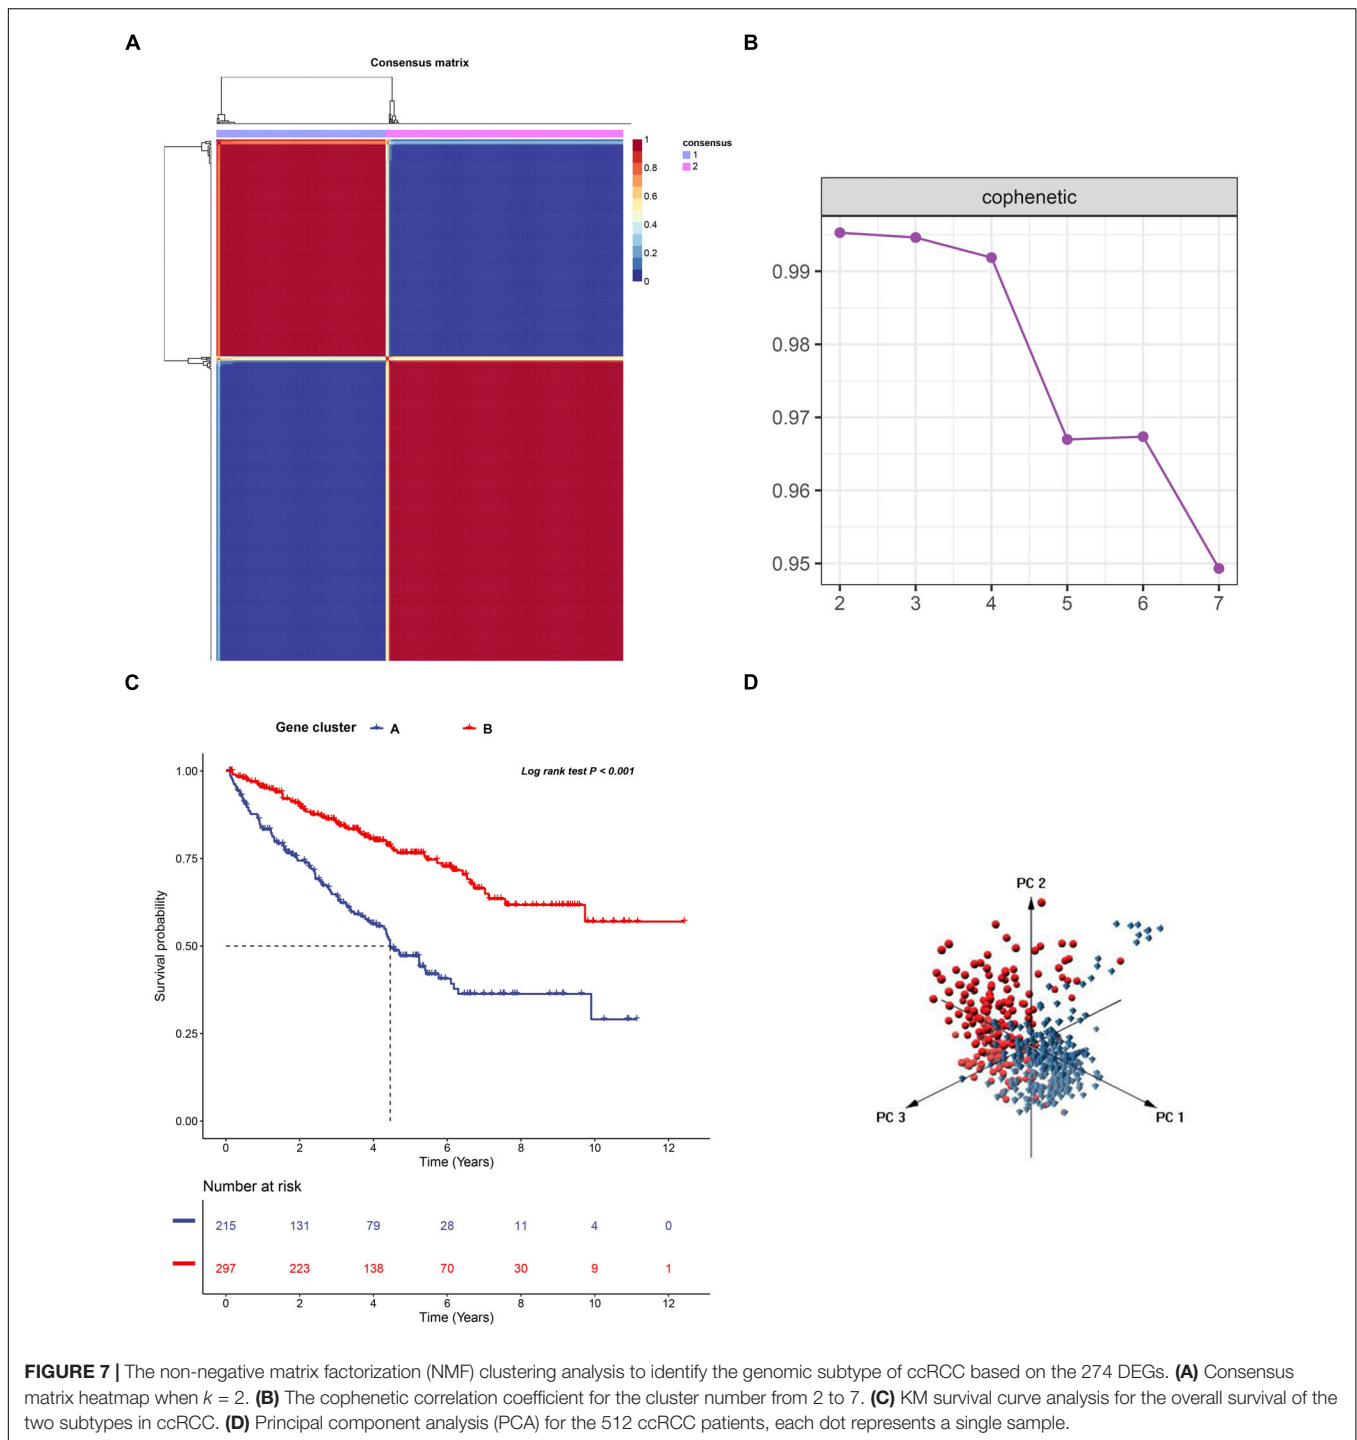 A
Consensus matrix
consensus
1
2
1
0.8
0.6
0.4
0.2
0
B
cophenetic
0.99
0.98
0.97
0.96
0.95
2 3 4 5 6 7
C
Gene cluster A B
Log rank test P < 0.001
Survival probability
1.00
0.75
0.50
0.25
0.00
0 2 4 6 8 10 12
Time (Years)
Number at risk
215 131 79 28 11 4 0
297 223 138 70 30 9 1
0 2 4 6 8 10 12
Time (Years)
D
PC 2
PC 3
PC 1
FIGURE 7 | The non-negative matrix factorization (NMF) clustering analysis to identify the genomic subtype of ccRCC based on the 274 DEGs. (A) Consensus
matrix heatmap when k = 2. (B) The cophenetic correlation coefficient for the cluster number from 2 to 7. (C) KM survival curve analysis for the overall survival of the
two subtypes in ccRCC. (D) Principal component analysis (PCA) for the 512 ccRCC patients, each dot represents a single sample.